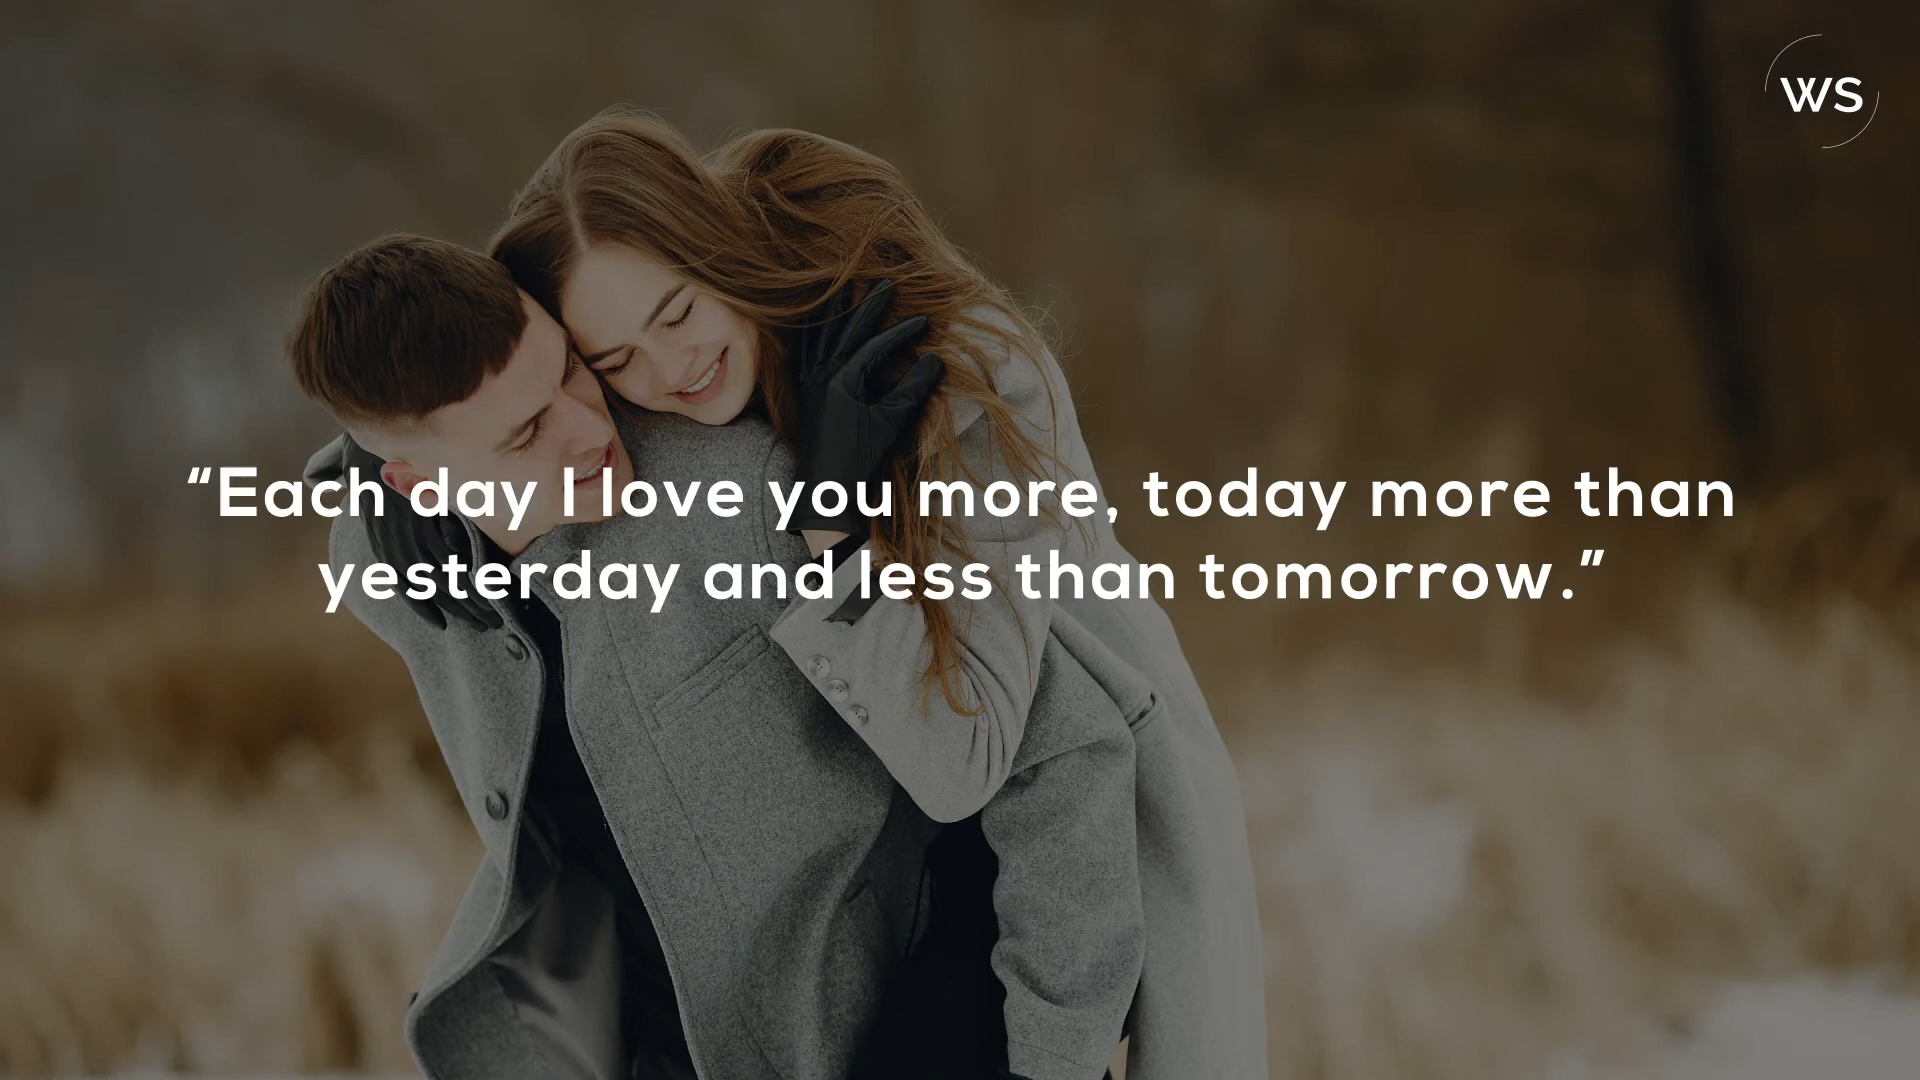 WS
“Each day I love you more, today more than
yesterday and less than tomorrow.”